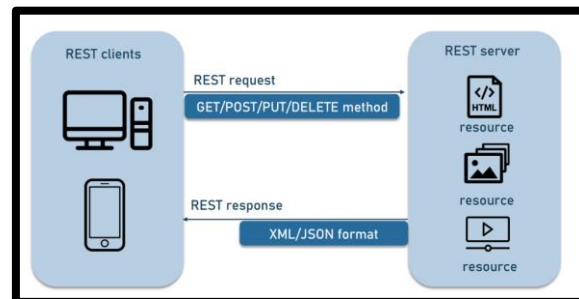 REST clients
REST server
REST request
GET/POST/PUT/DELETE method
</>
HTML
resource
resource
REST response
XML/JSON format
resource